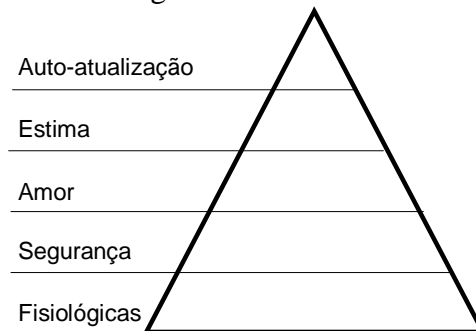 Auto-atualização
Estima
Amor
Segurança
Fisiológicas